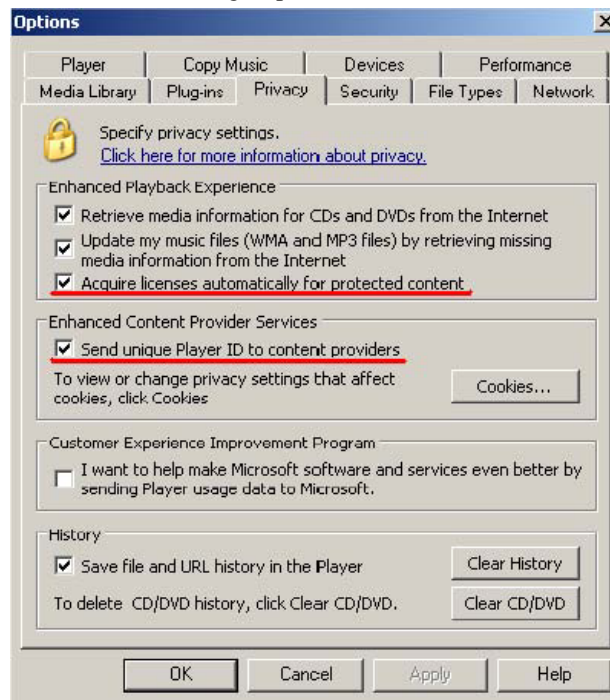 Options
Player Copy Music Devices Performance
Media Library Plug-ins Privacy Security File Types Network
Specify privacy settings.
Click here for more information about privacy.
Enhanced Playback Experience
Retrieve media information for CDs and DVDs from the Internet
Update my music files (WMA and MP3 files) by retrieving missing
media information from the Internet
Acquire licenses automatically for protected content
Enhanced Content Provider Services
Send unique Player ID to content providers
To view or change privacy settings that affect
cookies, click Cookies
Cookies...
Customer Experience Improvement Program
I want to help make Microsoft software and services even better by
sending Player usage data to Microsoft.
History
Save file and URL history in the Player
Clear History
To delete CD/DVD history, click Clear CD/DVD.
Clear CD/DVD
OK Cancel Apply Help